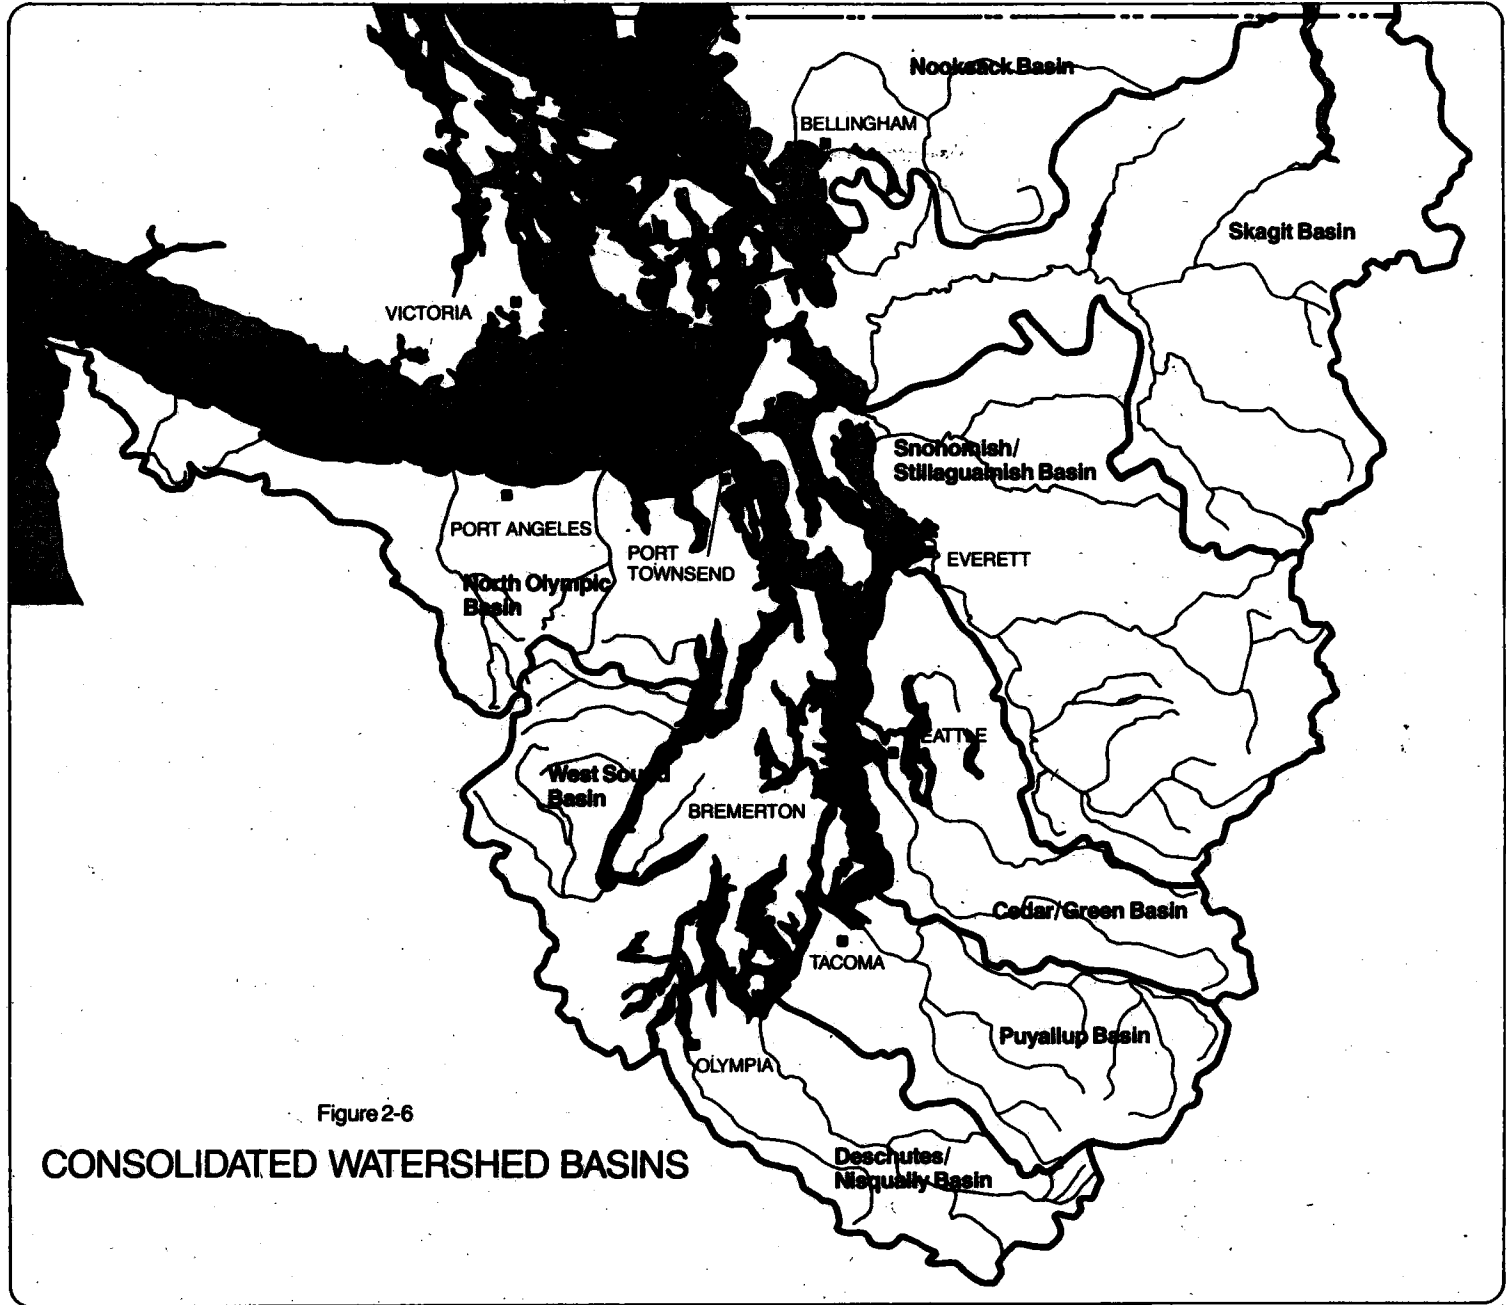 Nooksack Basin
BELLINGHAM
Skagit Basin
VICTORIA
Snohomish/
Stillaguamish Basin
PORT ANGELES
PORT
TOWNSEND
EVERETT
North Olympic
Basin
EATTLE
West Sound
Basin
BREMERTON
Cedar/Green Basin
TACOMA
Puyallup Basin
OLYMPIA
Figure 2-6
CONSOLIDATED WATERSHED BASINS
Deschutes/
Nisqually Basin